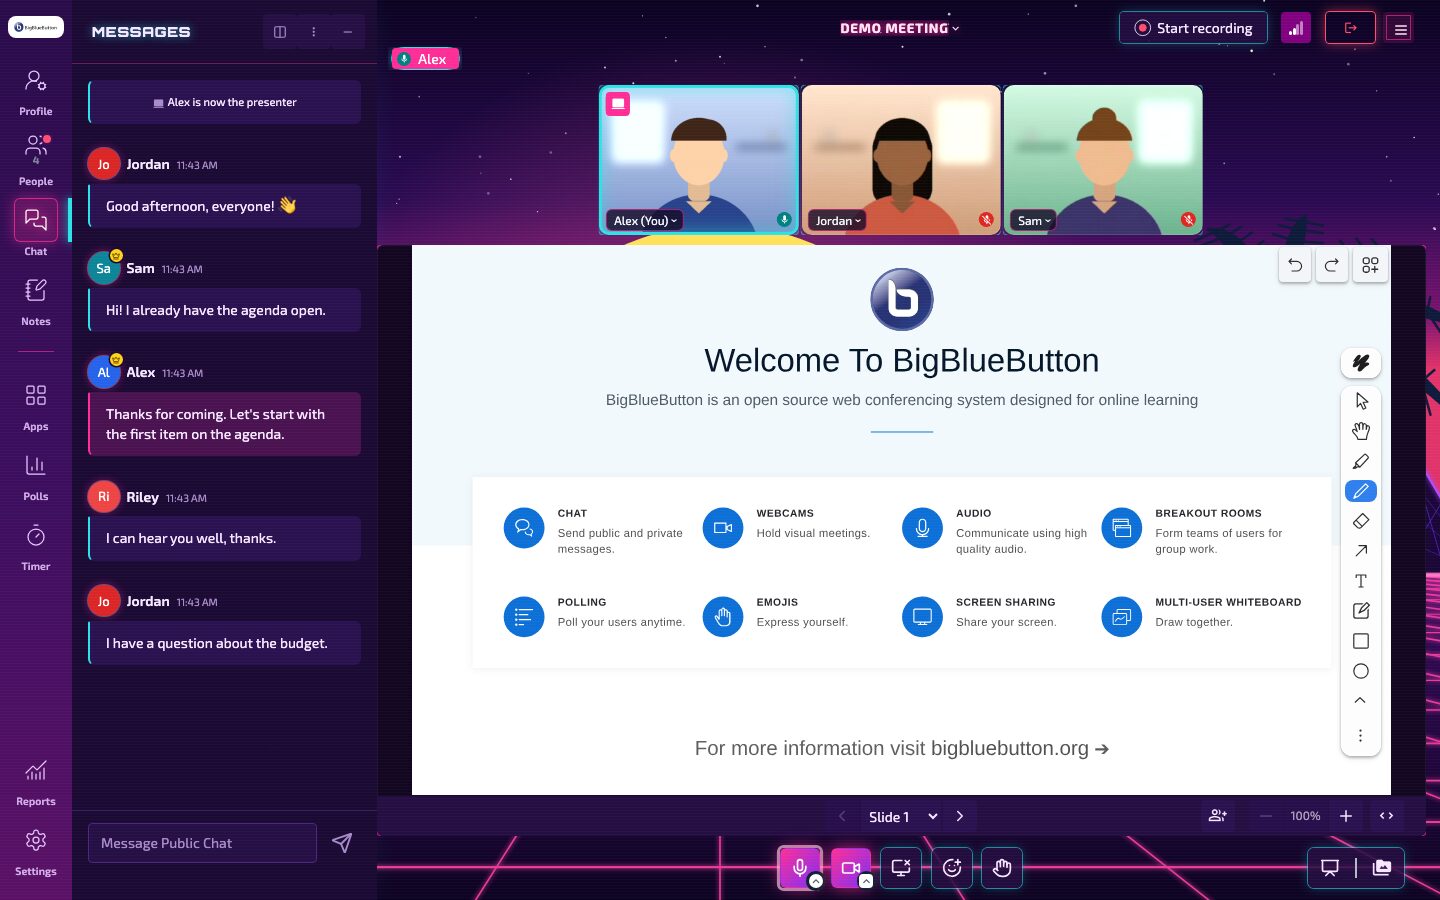 BigBlueButton
Profile
4
People
Chat
Notes
Apps
Polls
Timer
Reports
Settings
MESSAGES
Alex is now the presenter
Jo
Jordan 11:43 AM
Good afternoon, everyone! 👋
Sa
Sam 11:43 AM
Hi! I already have the agenda open.
Al
Alex 11:43 AM
Thanks for coming. Let's start with
the first item on the agenda.
Ri
Riley 11:43 AM
I can hear you well, thanks.
Jo
Jordan 11:43 AM
I have a question about the budget.
Message Public Chat
DEMO MEETING
Start recording
Alex
Alex (You)
Jordan
Sam
b
Welcome To BigBlueButton
BigBlueButton is an open source web conferencing system designed for online learning
CHAT
Send public and private
messages.
WEBCAMS
Hold visual meetings.
AUDIO
Communicate using high
quality audio.
BREAKOUT ROOMS
Form teams of users for
group work.
POLLING
Poll your users anytime.
EMOJIS
Express yourself.
SCREEN SHARING
Share your screen.
MULTI-USER WHITEBOARD
Draw together.
For more information visit bigbluebutton.org ➔
Slide 1
100%